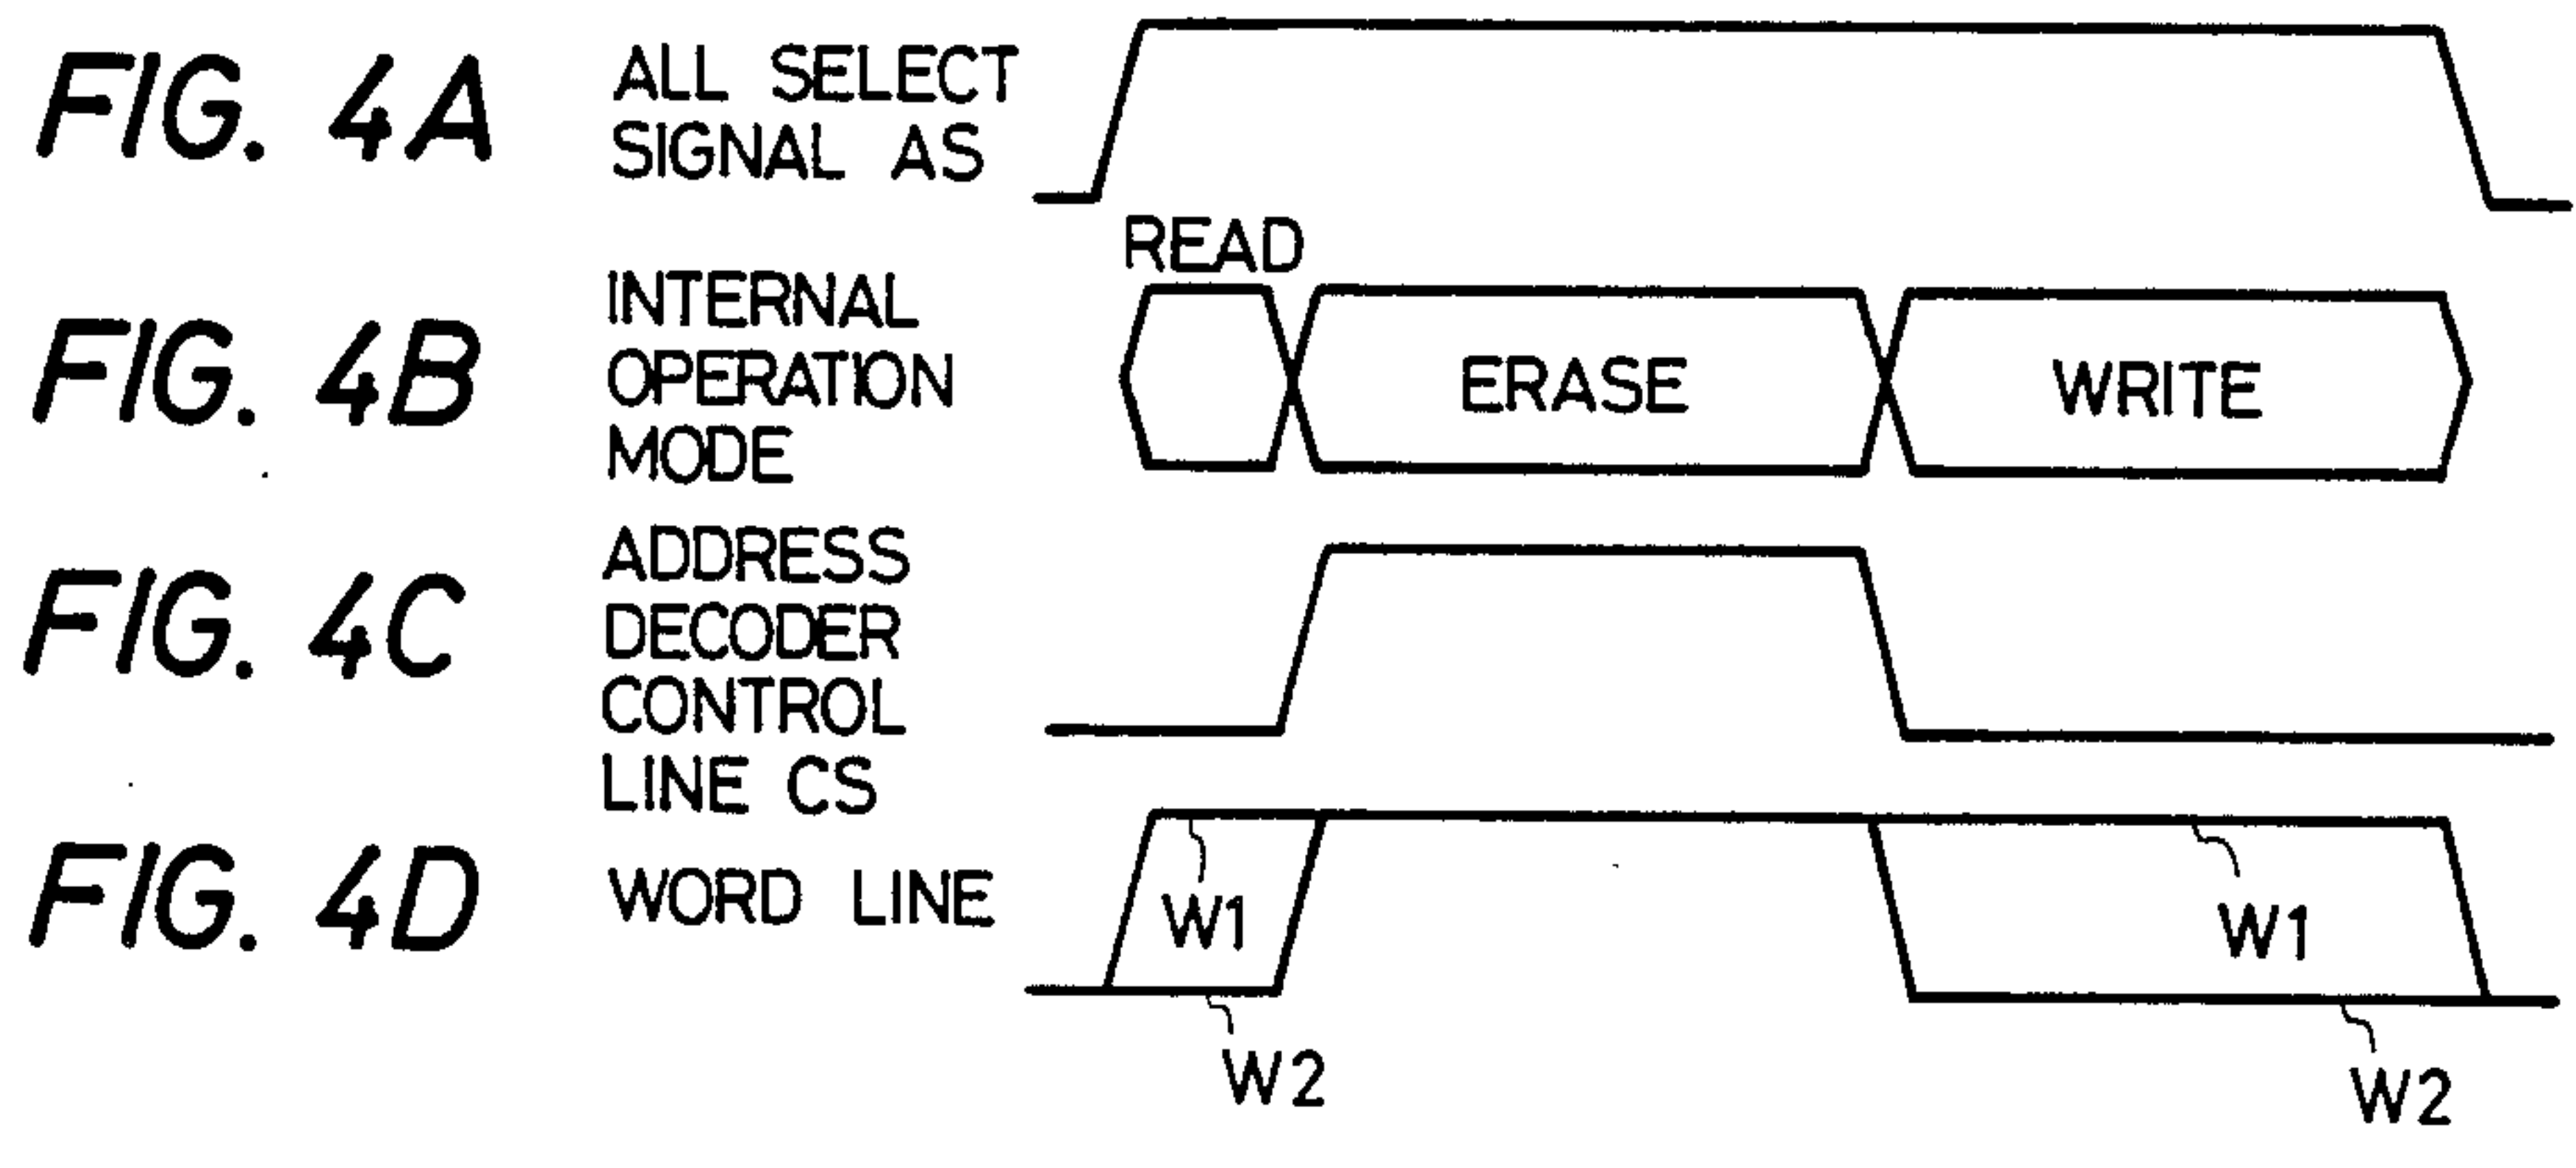 FIG. 4A
ALL SELECT
SIGNAL AS
FIG. 4B
INTERNAL
OPERATION
MODE
READ
ERASE
WRITE
FIG. 4C
ADDRESS
DECODER
CONTROL
LINE CS
FIG. 4D
WORD LINE
W1
W1
W2
W2